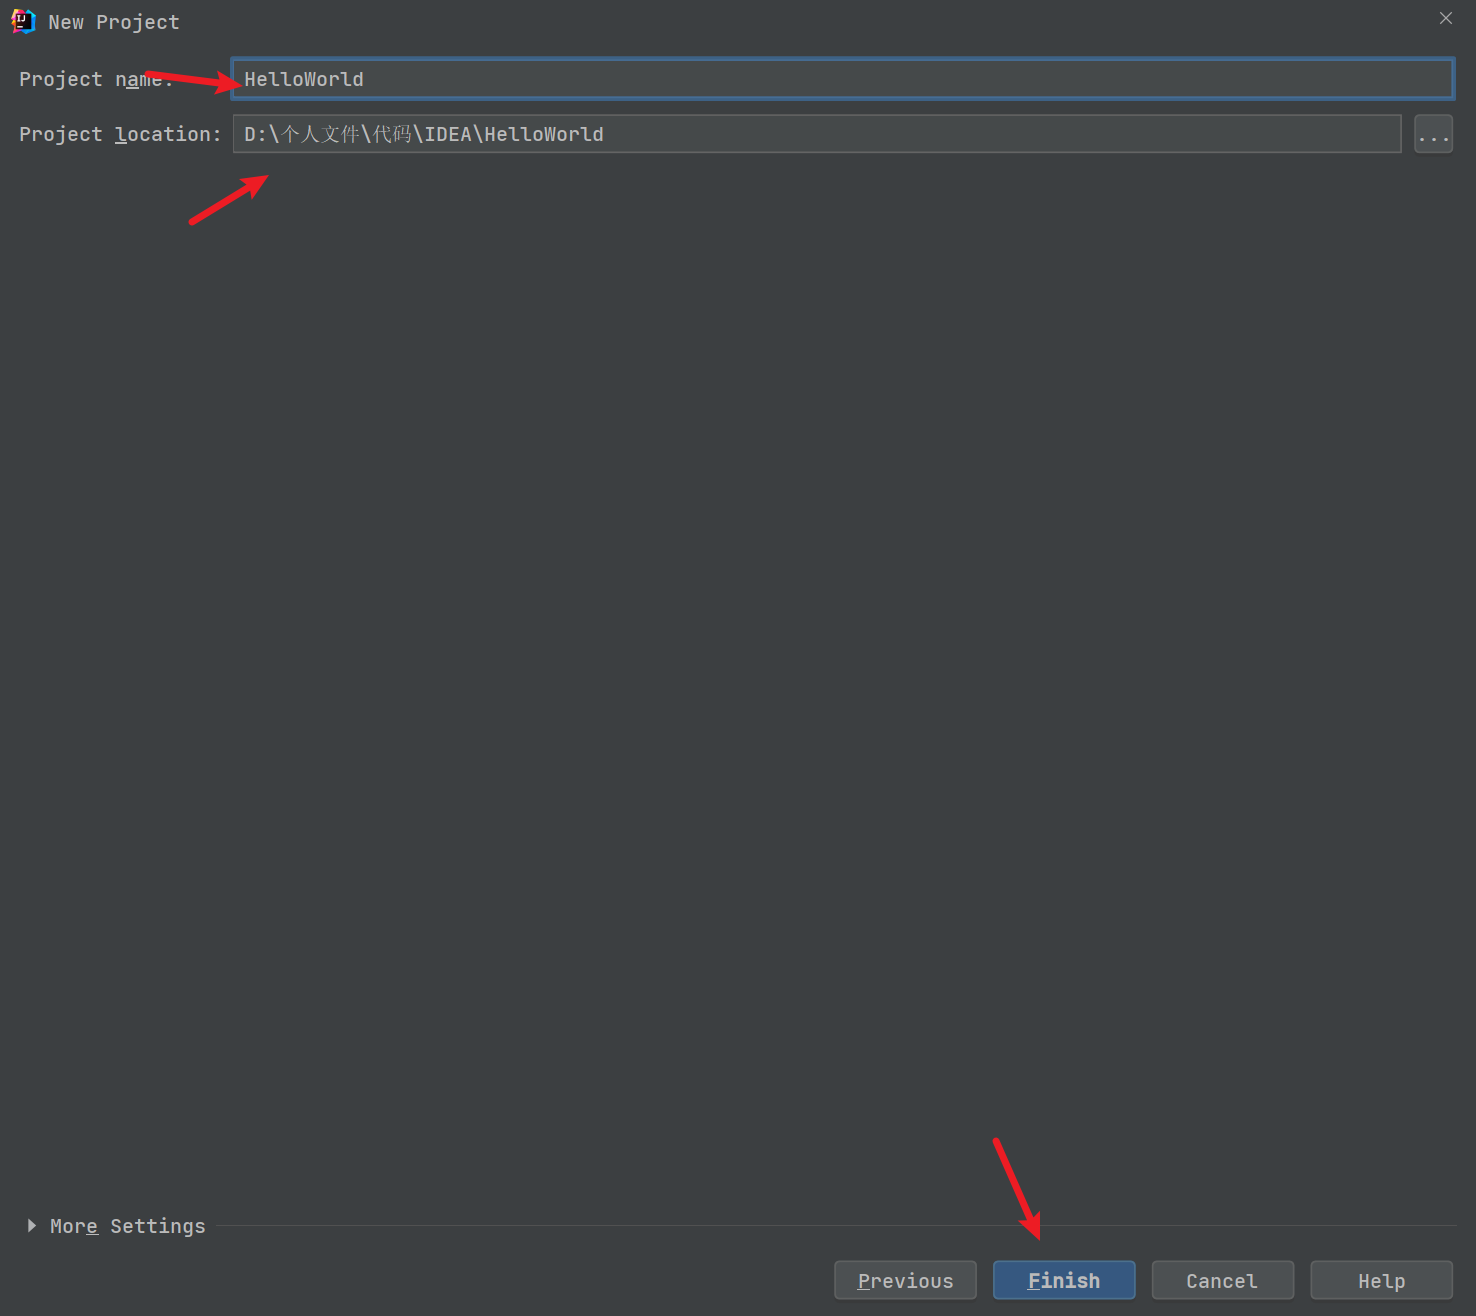 New Project
Project name: HelloWorld
Project location: D:\个人文件\代码\IDEA\HelloWorld ...
More Settings
Previous Finish Cancel Help